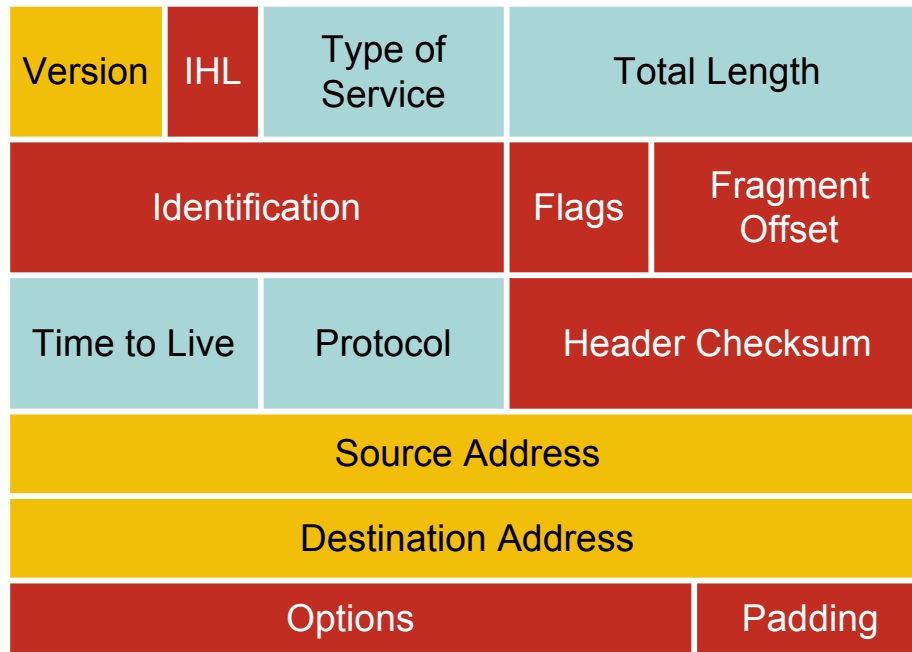 Version
IHL
Type of
Service
Total Length
Identification
Flags
Fragment
Offset
Time to Live
Protocol
Header Checksum
Source Address
Destination Address
Options
Padding